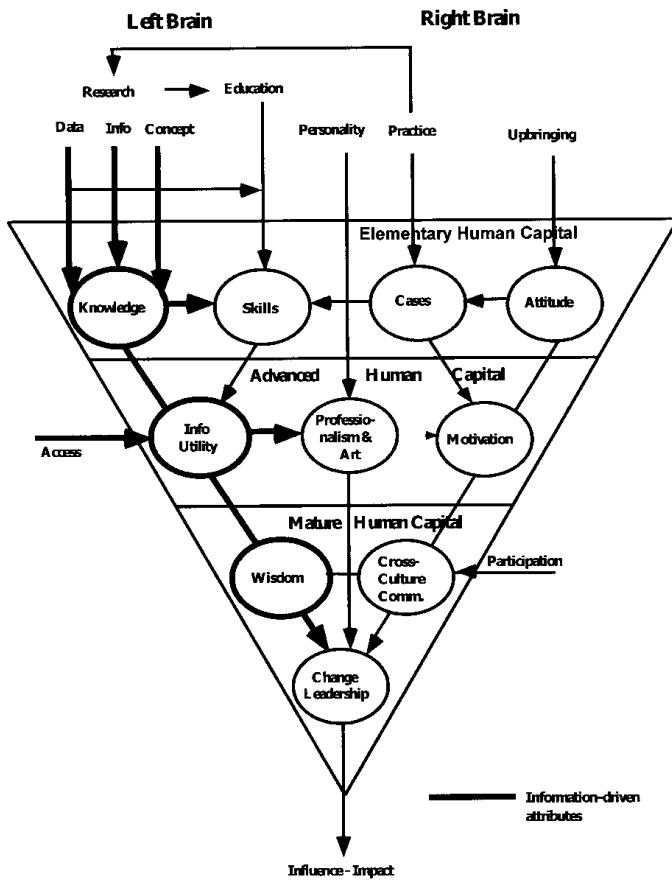 Left Brain
Right Brain
Research
Education
Data
Info
Concept
Personality
Practice
Upbringing
Elementary Human Capital
Knowledge
Skills
Cases
Attitude
Advanced Human Capital
Info
Utility
Professio-
nalism &
Art
Motivation
Access
Mature Human Capital
Wisdom
Cross-
Culture
Comm.
Participation
Change
Leadership
Information-driven
attributes
Influence - Impact